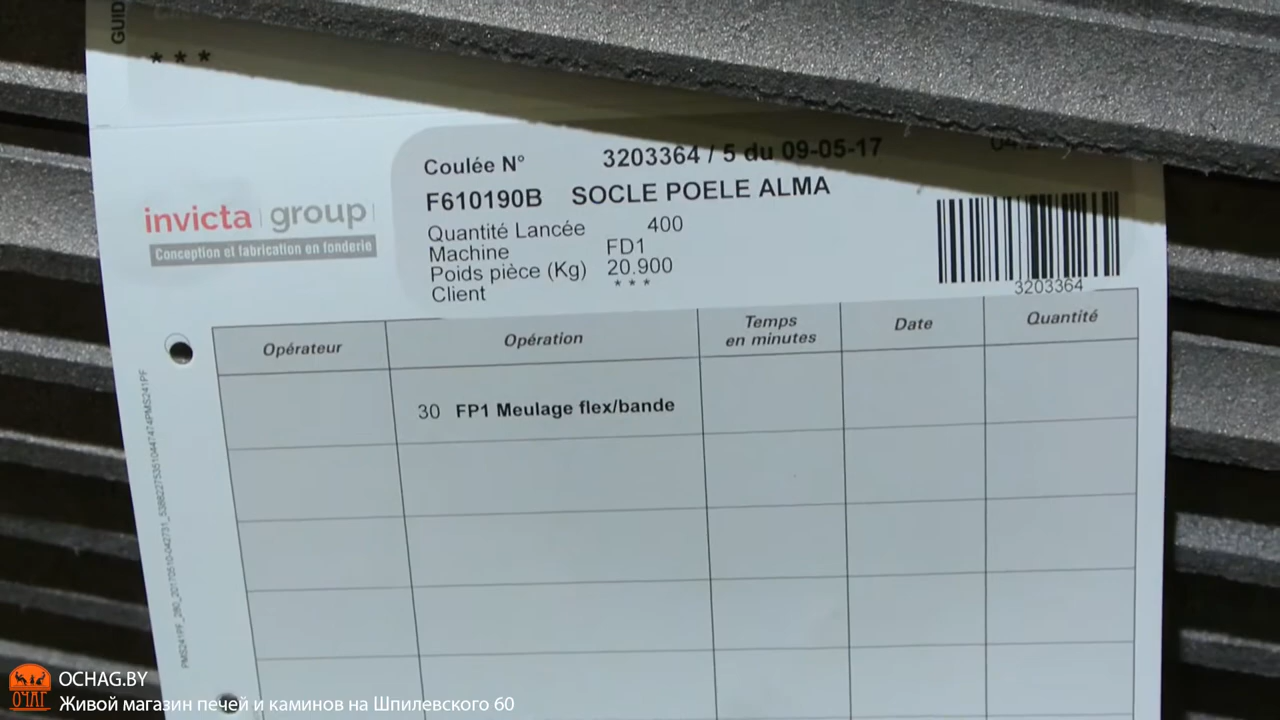 GUID
* * *
Coulée N° 3203364 / 5 du 09-05-17
F610190B SOCLE POELE ALMA
invicta group
Conception et fabrication en fonderie
Quantité Lancée 400
Machine FD1
Poids pièce (Kg) 20.900
Client * * *
3203364
Opérateur Opération Temps en minutes Date Quantité
30 FP1 Meulage flex/bande
ОЧАГ
OCHAG.BY
Живой магазин печей и каминов на Шпилевского 60